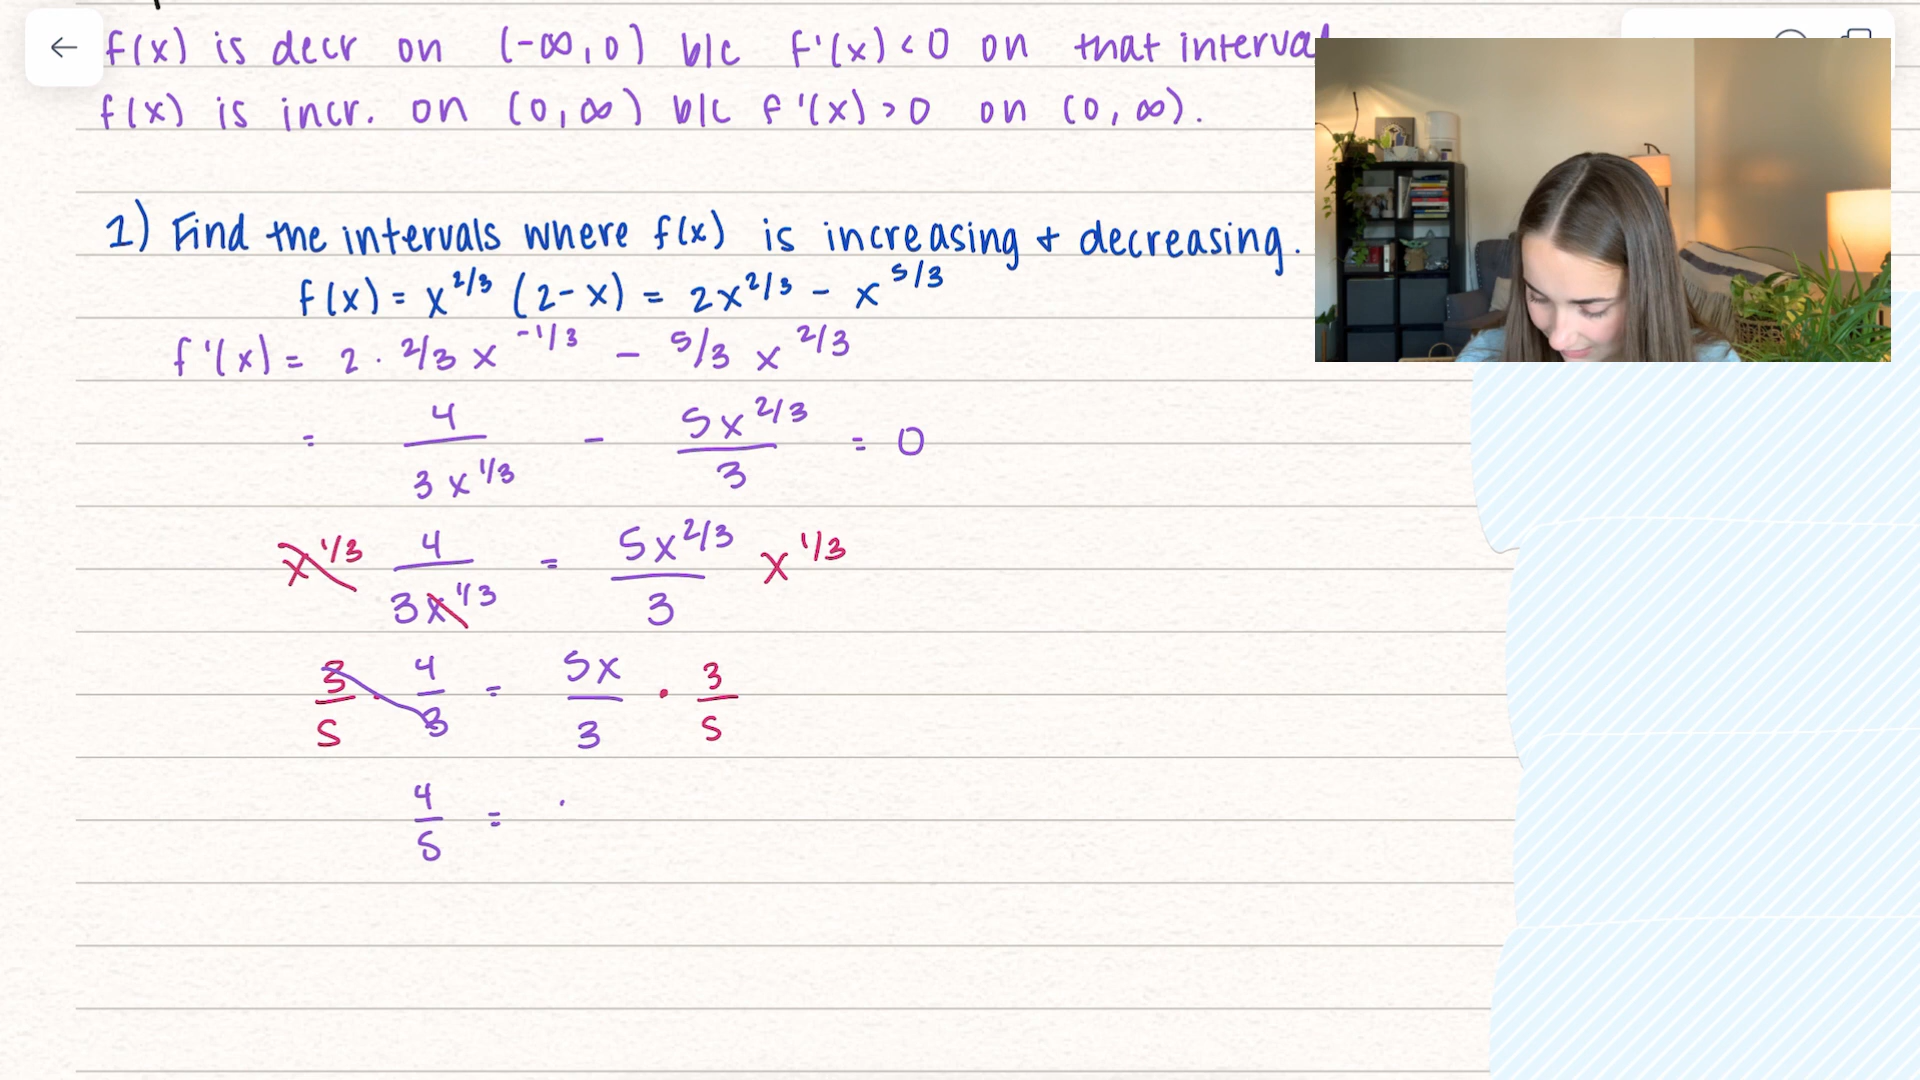 f(x) is decr on (-∞,0) b/c f'(x)<0 on that interval
f(x) is incr. on (0,∞) b/c f'(x)>0 on (0,∞).
2) Find the intervals where f(x) is increasing + decreasing.
f(x) = x^2/3 (2-x) = 2x^2/3 - x^5/3
f'(x) = 2 · 2/3 x^-1/3 - 5/3 x^2/3
= 4/(3x^1/3) - 5x^2/3/3 = 0
x^1/3 4/(3x^1/3) = 5x^2/3/3 x^1/3
3/5 · 4/3 = 5x/3 · 3/5
4/5 =